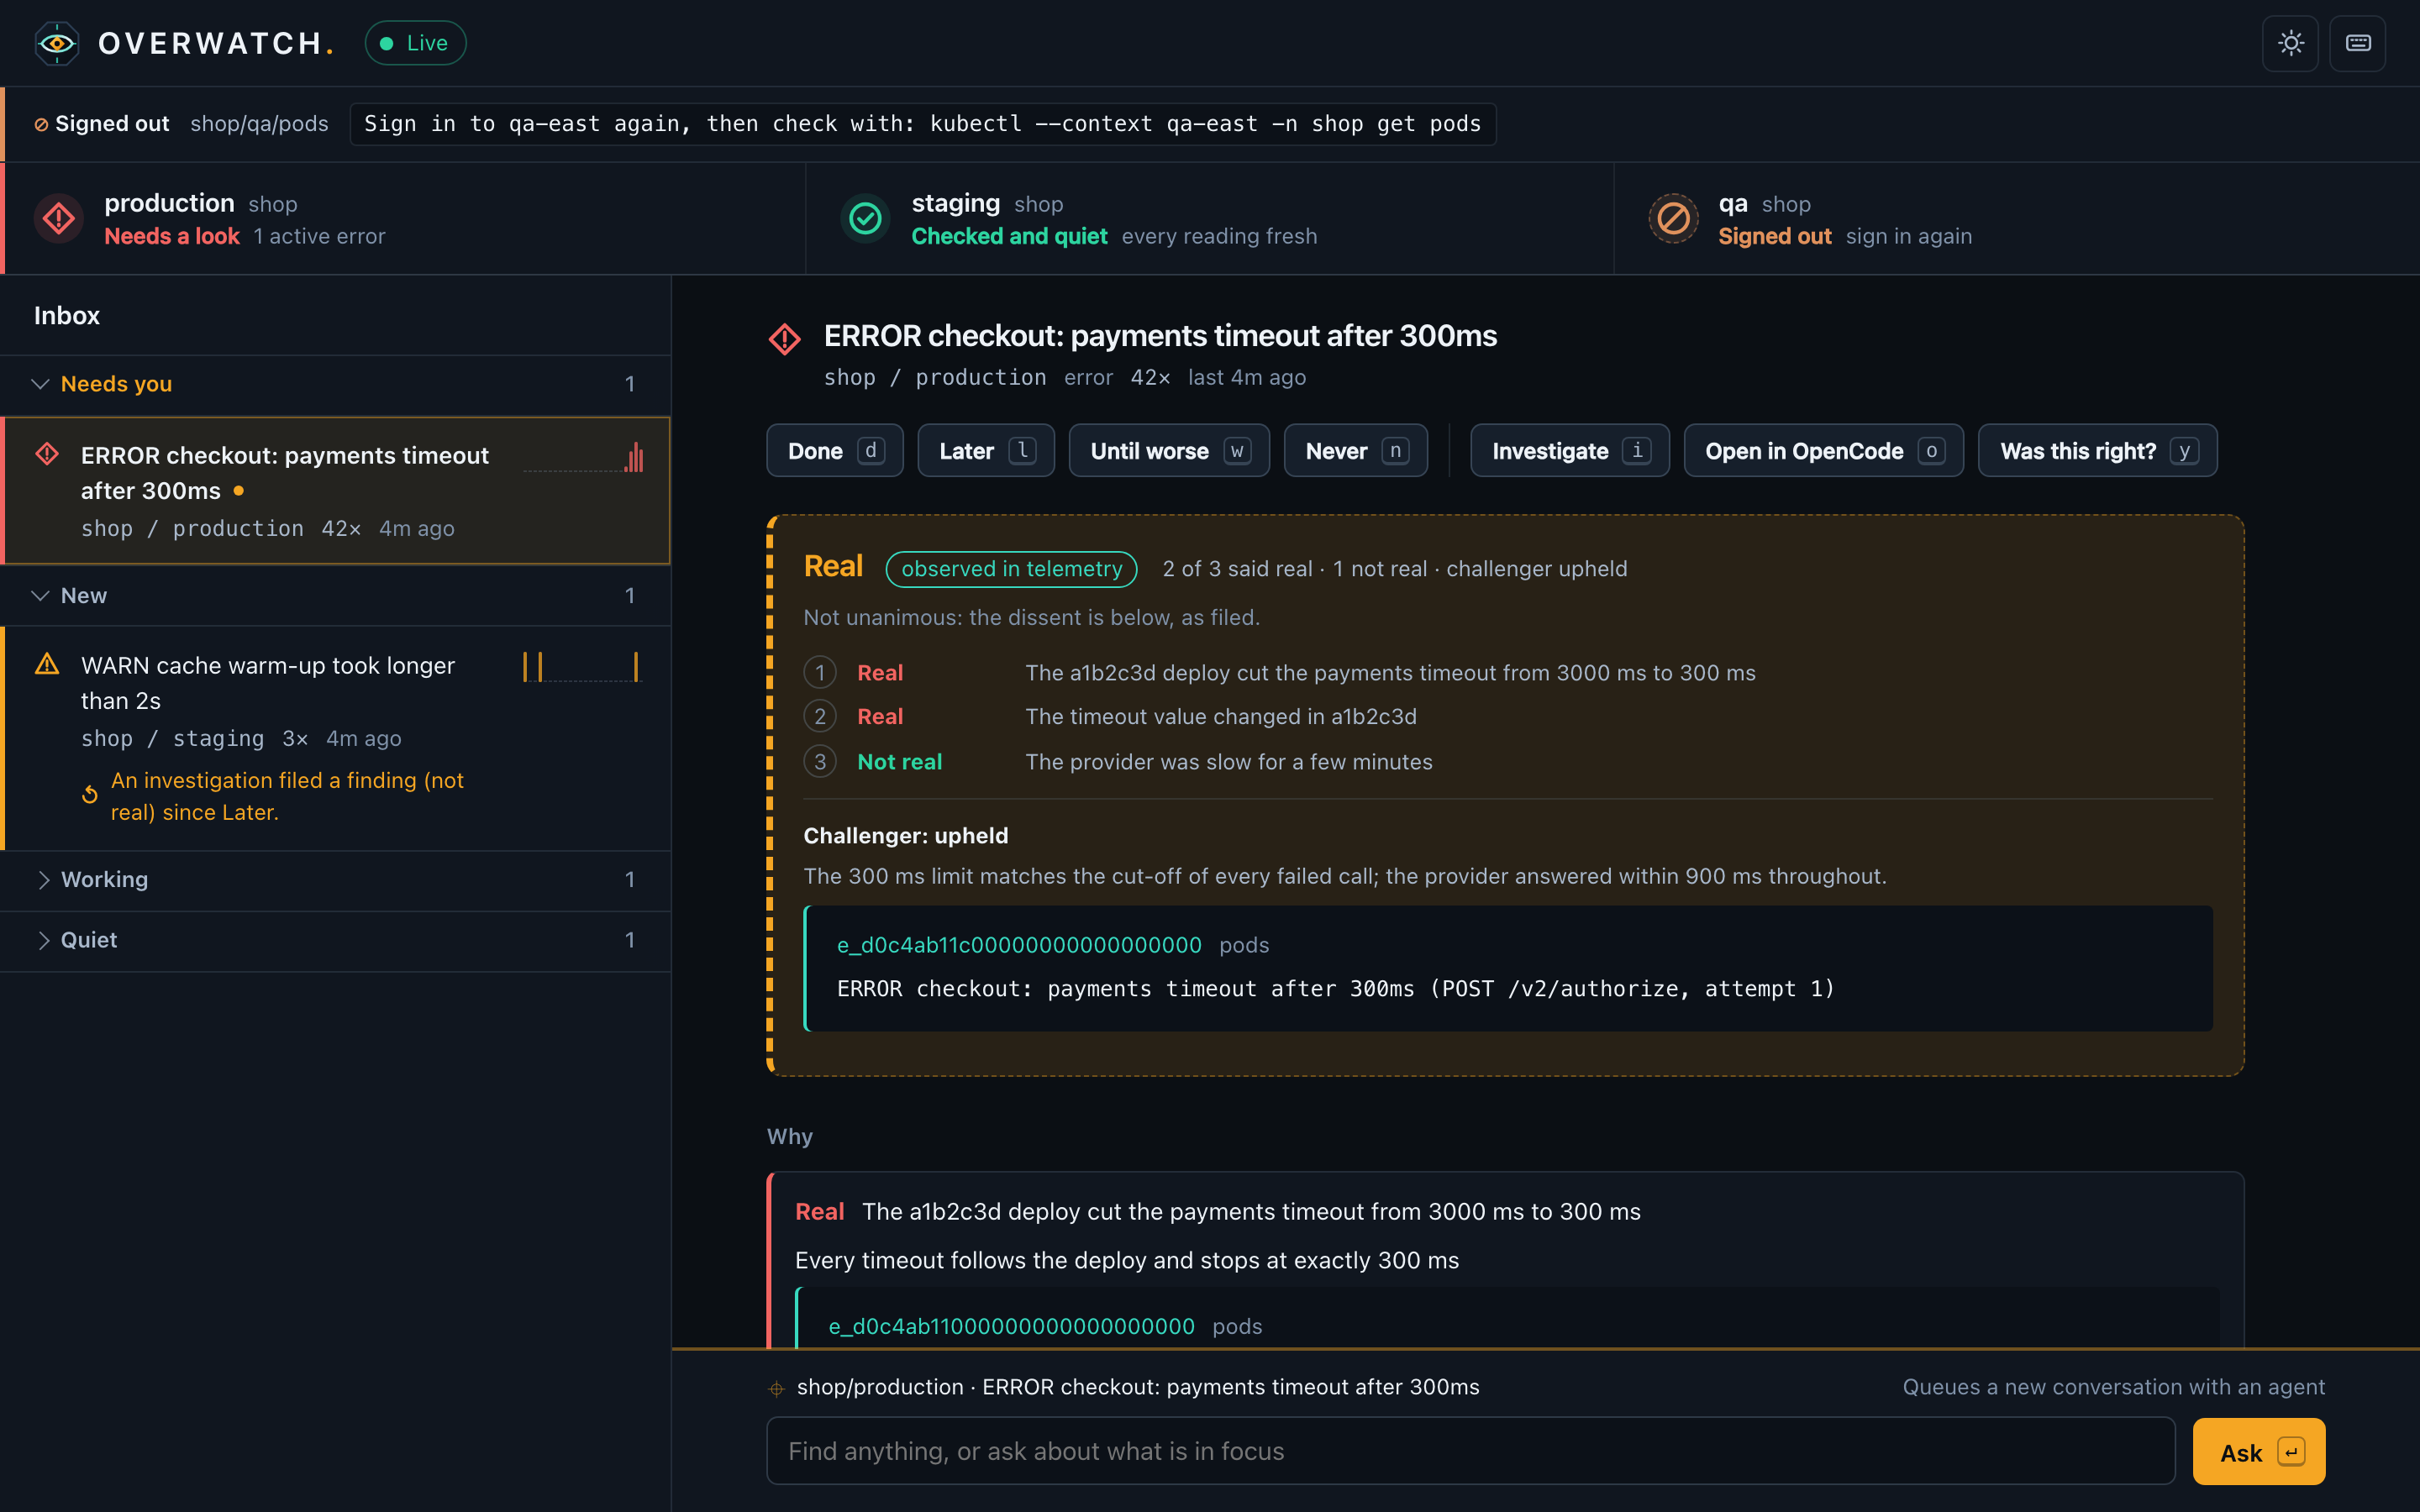 OVERWATCH.
Live
Signed out shop/qa/pods Sign in to qa-east again, then check with: kubectl --context qa-east -n shop get pods
production shop
Needs a look 1 active error
staging shop
Checked and quiet every reading fresh
qa shop
Signed out sign in again
Inbox
Needs you 1
ERROR checkout: payments timeout
after 300ms
shop / production 42× 4m ago
New 1
WARN cache warm-up took longer
than 2s
shop / staging 3× 4m ago
An investigation filed a finding (not
real) since Later.
Working 1
Quiet 1
ERROR checkout: payments timeout after 300ms
shop / production error 42× last 4m ago
Done d Later l Until worse w Never n Investigate i Open in OpenCode o Was this right? y
Real observed in telemetry 2 of 3 said real · 1 not real · challenger upheld
Not unanimous: the dissent is below, as filed.
1 Real The a1b2c3d deploy cut the payments timeout from 3000 ms to 300 ms
2 Real The timeout value changed in a1b2c3d
3 Not real The provider was slow for a few minutes
Challenger: upheld
The 300 ms limit matches the cut-off of every failed call; the provider answered within 900 ms throughout.
e_d0c4ab11c00000000000000000 pods
ERROR checkout: payments timeout after 300ms (POST /v2/authorize, attempt 1)
Why
Real The a1b2c3d deploy cut the payments timeout from 3000 ms to 300 ms
Every timeout follows the deploy and stops at exactly 300 ms
e_d0c4ab110000000000000000000 pods
shop/production · ERROR checkout: payments timeout after 300ms
Queues a new conversation with an agent
Find anything, or ask about what is in focus
Ask ↵